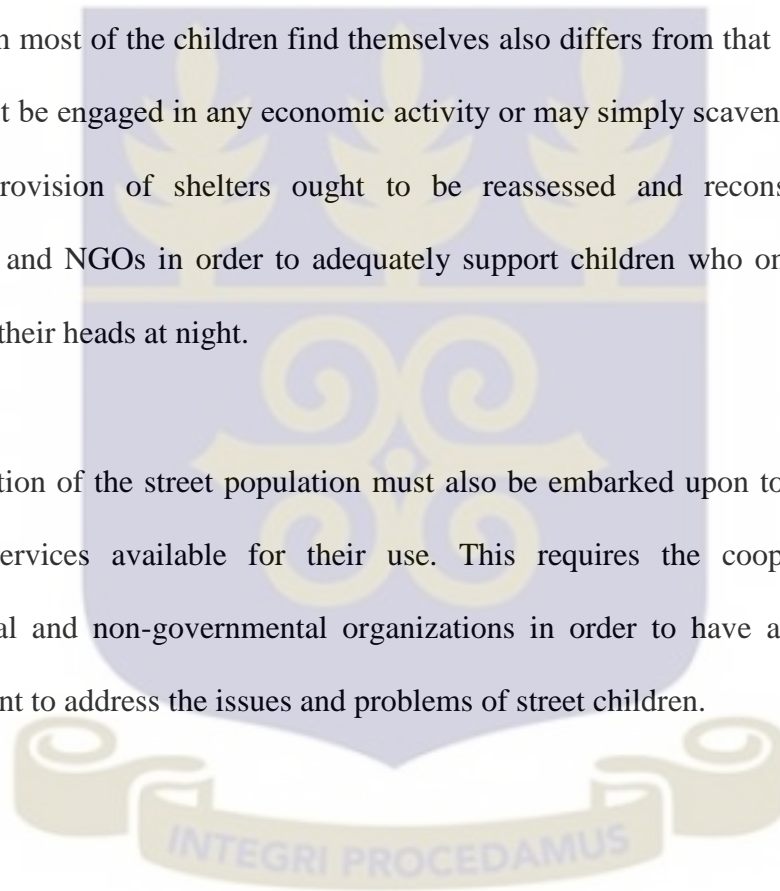 n most of the children find themselves also differs from that
t be engaged in any economic activity or may simply scaven
rovision of shelters ought to be reassessed and recons
and NGOs in order to adequately support children who on
their heads at night.
tion of the street population must also be embarked upon to
ervices available for their use. This requires the coop
al and non-governmental organizations in order to have a
nt to address the issues and problems of street children.
INTEGRI PROCEDAMUS